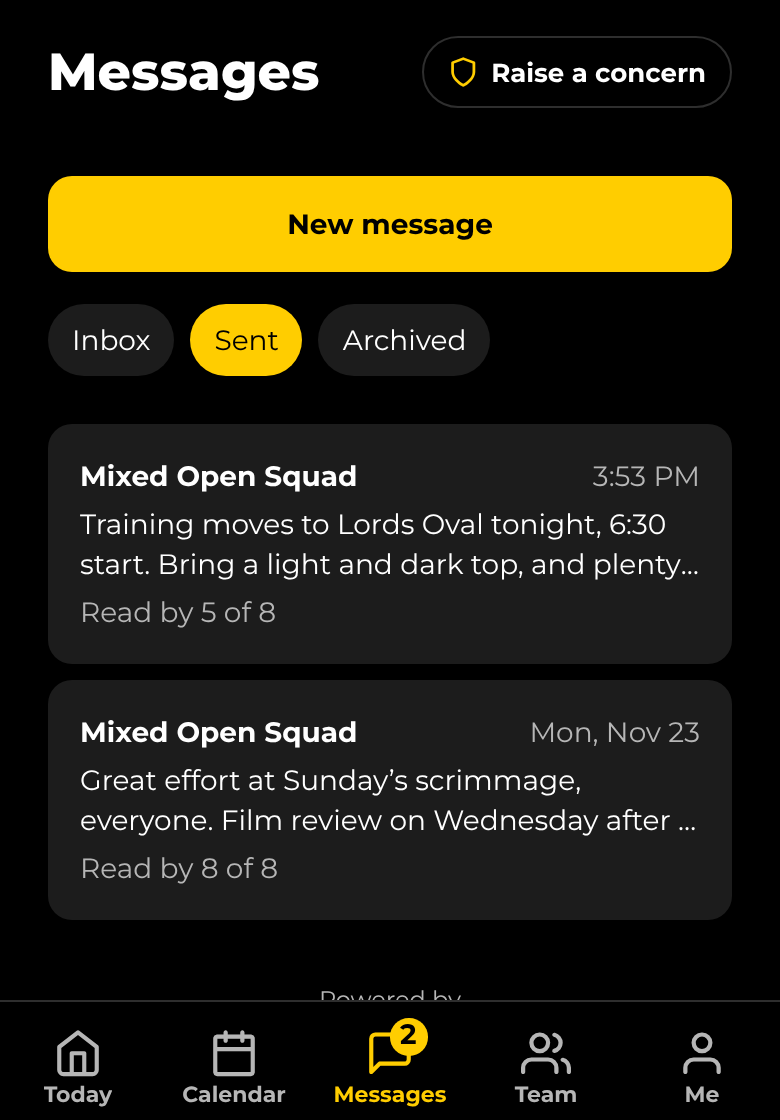 Messages
Raise a concern
New message
Inbox
Sent
Archived
Mixed Open Squad
3:53 PM
Training moves to Lords Oval tonight, 6:30
start. Bring a light and dark top, and plenty...
Read by 5 of 8
Mixed Open Squad
Mon, Nov 23
Great effort at Sunday’s scrimmage,
everyone. Film review on Wednesday after ...
Read by 8 of 8
Powered by
2
Today
Calendar
Messages
Team
Me